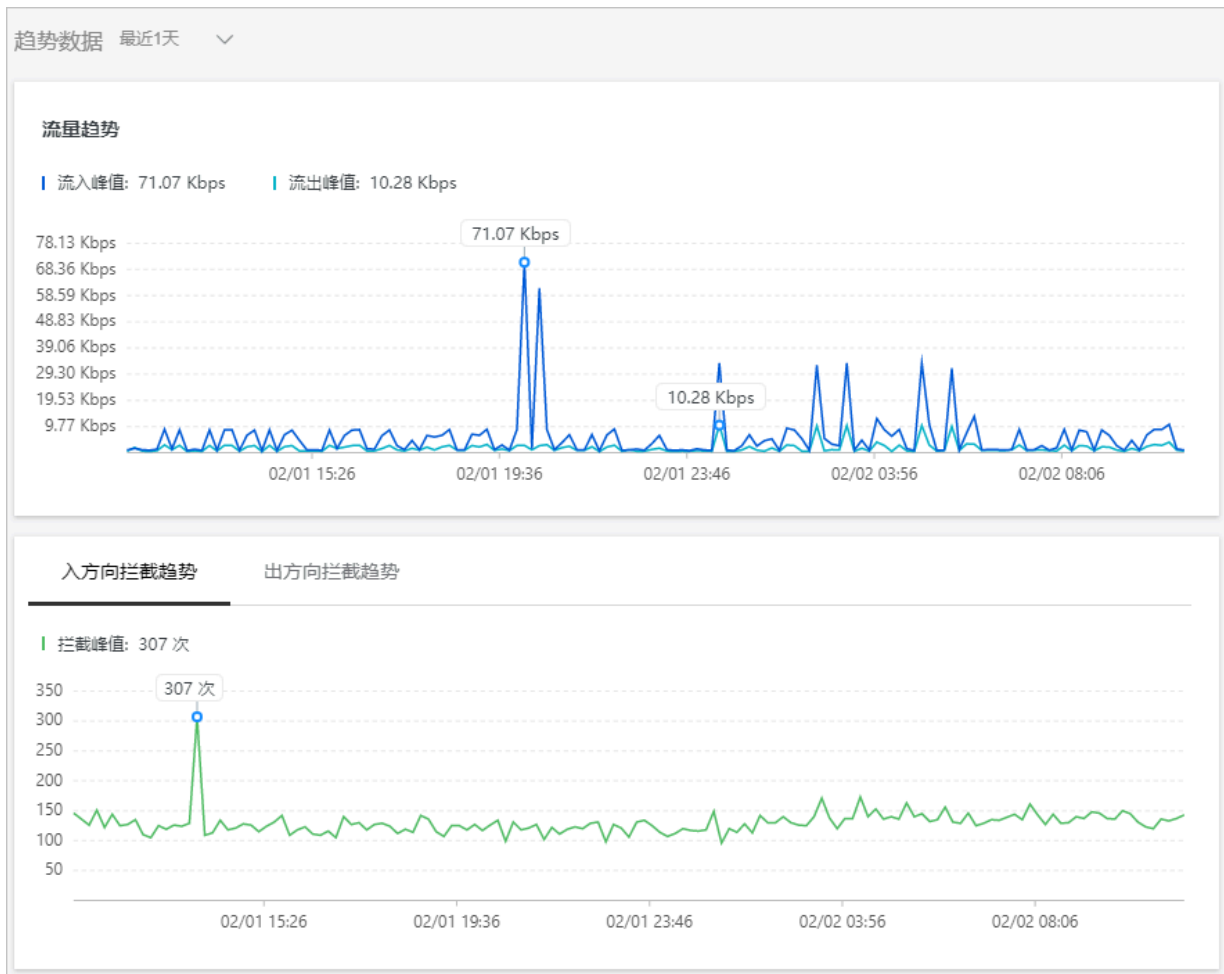 趋势数据 最近1天
流量趋势
流入峰值: 71.07 Kbps 流出峰值: 10.28 Kbps
71.07 Kbps
78.13 Kbps
68.36 Kbps
58.59 Kbps
48.83 Kbps
39.06 Kbps
29.30 Kbps
19.53 Kbps
10.28 Kbps
9.77 Kbps
02/01 15:26 02/01 19:36 02/01 23:46 02/02 03:56 02/02 08:06
入方向拦截趋势 出方向拦截趋势
拦截峰值: 307 次
307 次
350
300
250
200
150
100
50
02/01 15:26 02/01 19:36 02/01 23:46 02/02 03:56 02/02 08:06